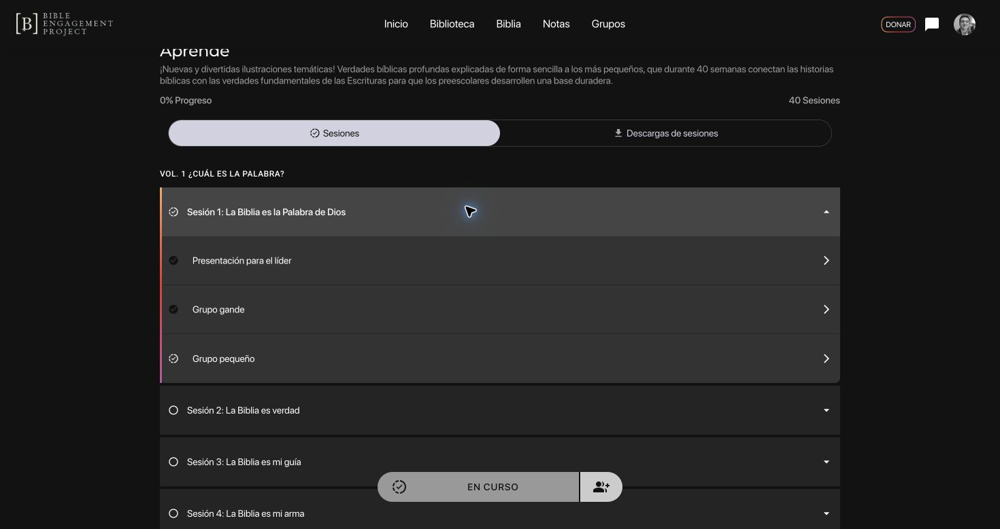 [B] BIBLE
ENGAGEMENT
PROJECT
Inicio Biblioteca Biblia Notas Grupos
DONAR
Aprende
¡Nuevas y divertidas ilustraciones temáticas! Verdades bíblicas profundas explicadas de forma sencilla a los más pequeños, que durante 40 semanas conectan las historias
bíblicas con las verdades fundamentales de las Escrituras para que los preescolares desarrollen una base duradera.
0% Progreso 40 Sesiones
Sesiones Descargas de sesiones
VOL. 1 ¿CUÁL ES LA PALABRA?
Sesión 1: La Biblia es la Palabra de Dios
Presentación para el líder
Grupo gande
Grupo pequeño
Sesión 2: La Biblia es verdad
Sesión 3: La Biblia es mi guía
EN CURSO
Sesión 4: La Biblia es mi arma